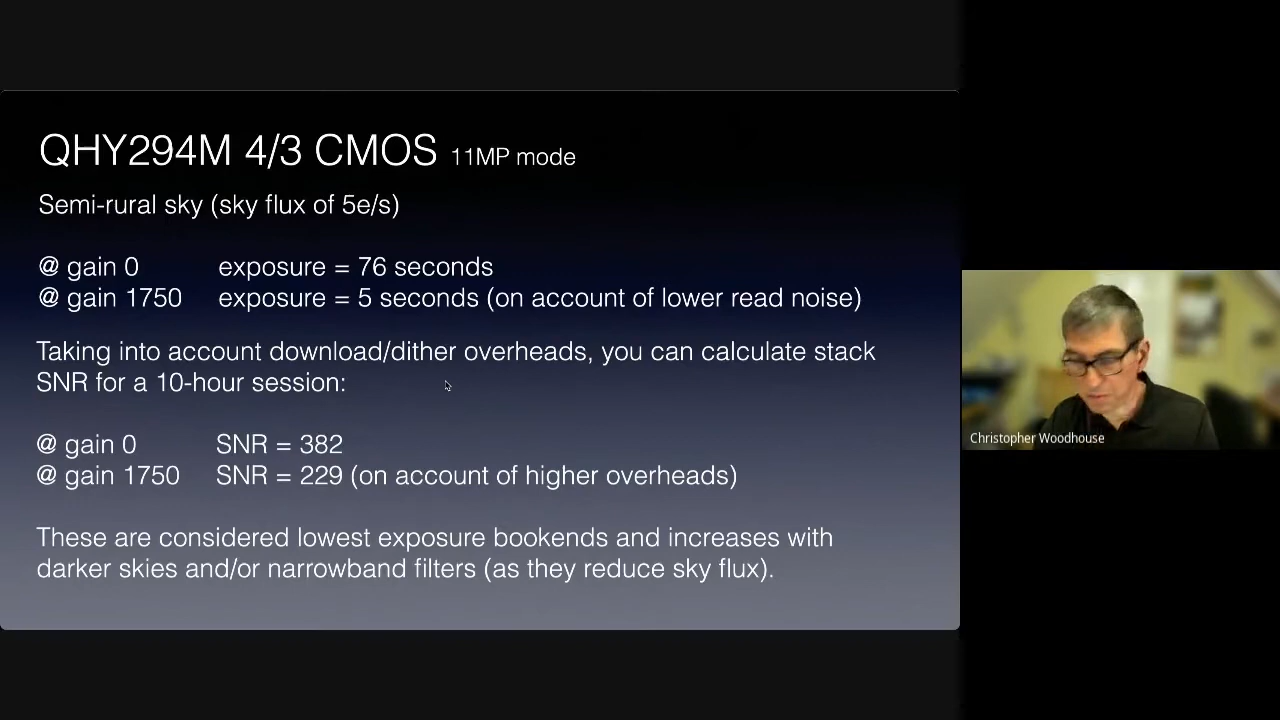 QHY294M 4/3 CMOS 11MP mode
Semi-rural sky (sky flux of 5e/s)
@ gain 0 exposure = 76 seconds
@ gain 1750 exposure = 5 seconds (on account of lower read noise)
Taking into account download/dither overheads, you can calculate stack
SNR for a 10-hour session:
@ gain 0 SNR = 382
@ gain 1750 SNR = 229 (on account of higher overheads)
These are considered lowest exposure bookends and increases with
darker skies and/or narrowband filters (as they reduce sky flux).
Christopher Woodhouse